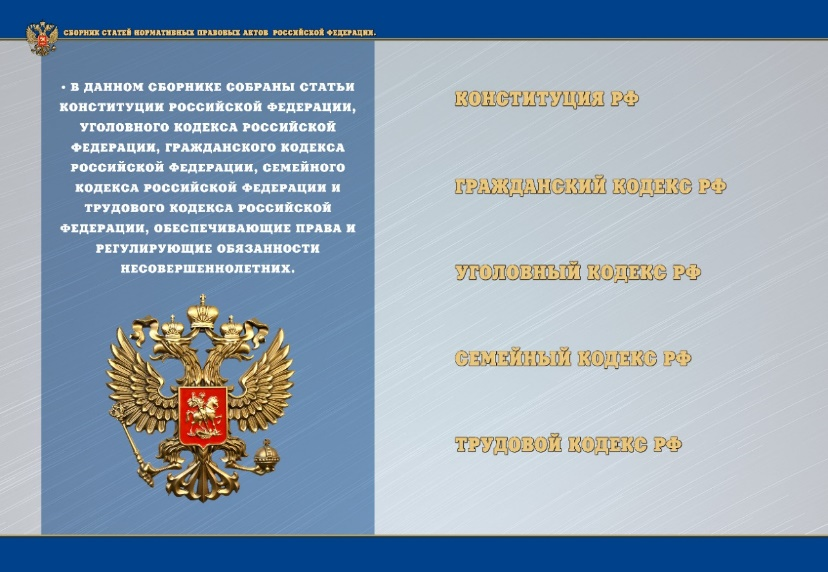 СБОРНИК СТАТЕЙ НОРМАТИВНЫХ ПРАВОВЫХ АКТОВ РОССИЙСКОЙ ФЕДЕРАЦИИ.
• В ДАННОМ СБОРНИКЕ СОБРАНЫ СТАТЬИ
КОНСТИТУЦИИ РОССИЙСКОЙ ФЕДЕРАЦИИ,
УГОЛОВНОГО КОДЕКСА РОССИЙСКОЙ
ФЕДЕРАЦИИ, ГРАЖДАНСКОГО КОДЕКСА
РОССИЙСКОЙ ФЕДЕРАЦИИ, СЕМЕЙНОГО
КОДЕКСА РОССИЙСКОЙ ФЕДЕРАЦИИ И
ТРУДОВОГО КОДЕКСА РОССИЙСКОЙ
ФЕДЕРАЦИИ, ОБЕСПЕЧИВАЮЩИЕ ПРАВА И
РЕГУЛИРУЮЩИЕ ОБЯЗАННОСТИ
НЕСОВЕРШЕННОЛЕТНИХ.
КОНСТИТУЦИЯ РФ
ГРАЖДАНСКИЙ КОДЕКС РФ
УГОЛОВНЫЙ КОДЕКС РФ
СЕМЕЙНЫЙ КОДЕКС РФ
ТРУДОВОЙ КОДЕКС РФ